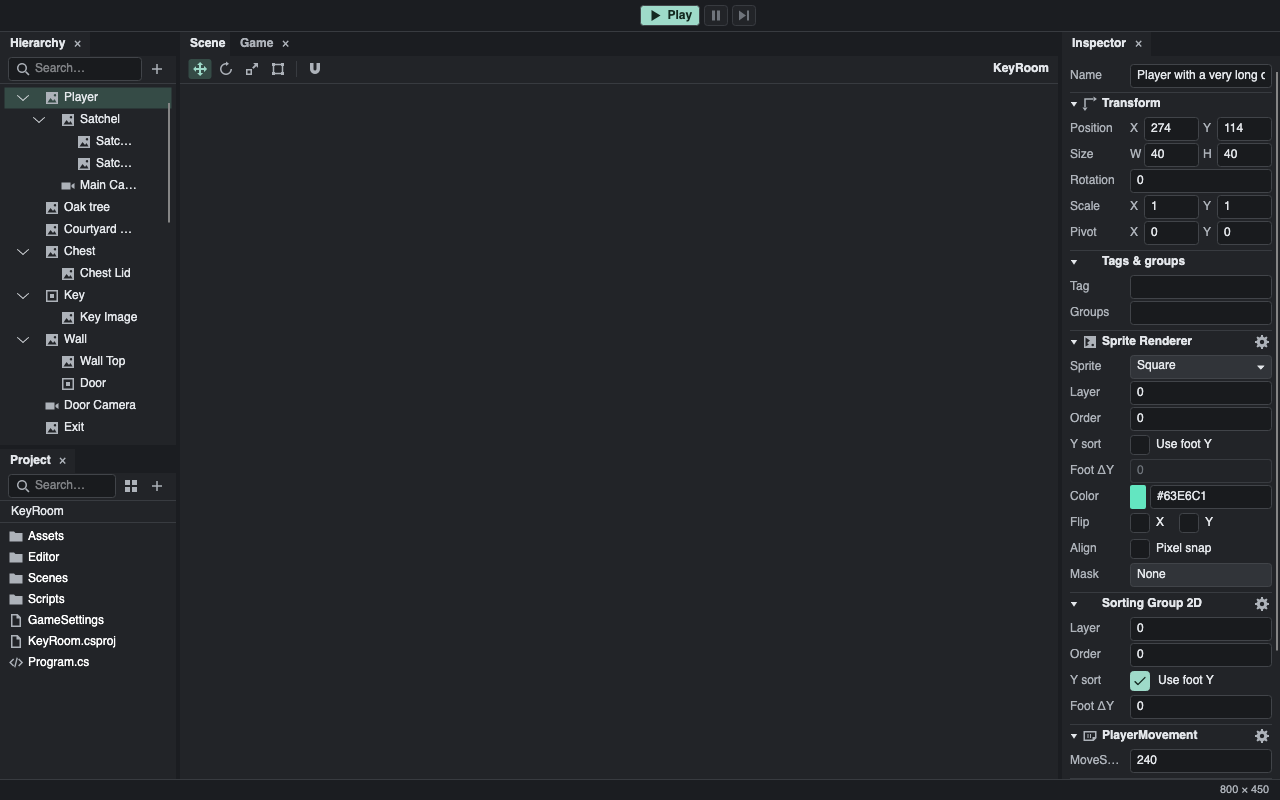 Play
Hierarchy
Search...
Player
Satchel
Satc...
Satc...
Main Ca...
Oak tree
Courtyard ...
Chest
Chest Lid
Key
Key Image
Wall
Wall Top
Door
Door Camera
Exit
Project
Search...
KeyRoom
Assets
Editor
Scenes
Scripts
GameSettings
KeyRoom.csproj
Program.cs
Scene Game
KeyRoom
Inspector
Name Player with a very long
Transform
Position X 274 Y 114
Size W 40 H 40
Rotation 0
Scale X 1 Y 1
Pivot X 0 Y 0
Tags & groups
Tag
Groups
Sprite Renderer
Sprite Square
Layer 0
Order 0
Y sort Use foot Y
Foot ΔY 0
Color #63E6C1
Flip X Y
Align Pixel snap
Mask None
Sorting Group 2D
Layer 0
Order 0
Y sort Use foot Y
Foot ΔY 0
PlayerMovement
MoveS... 240
800 × 450